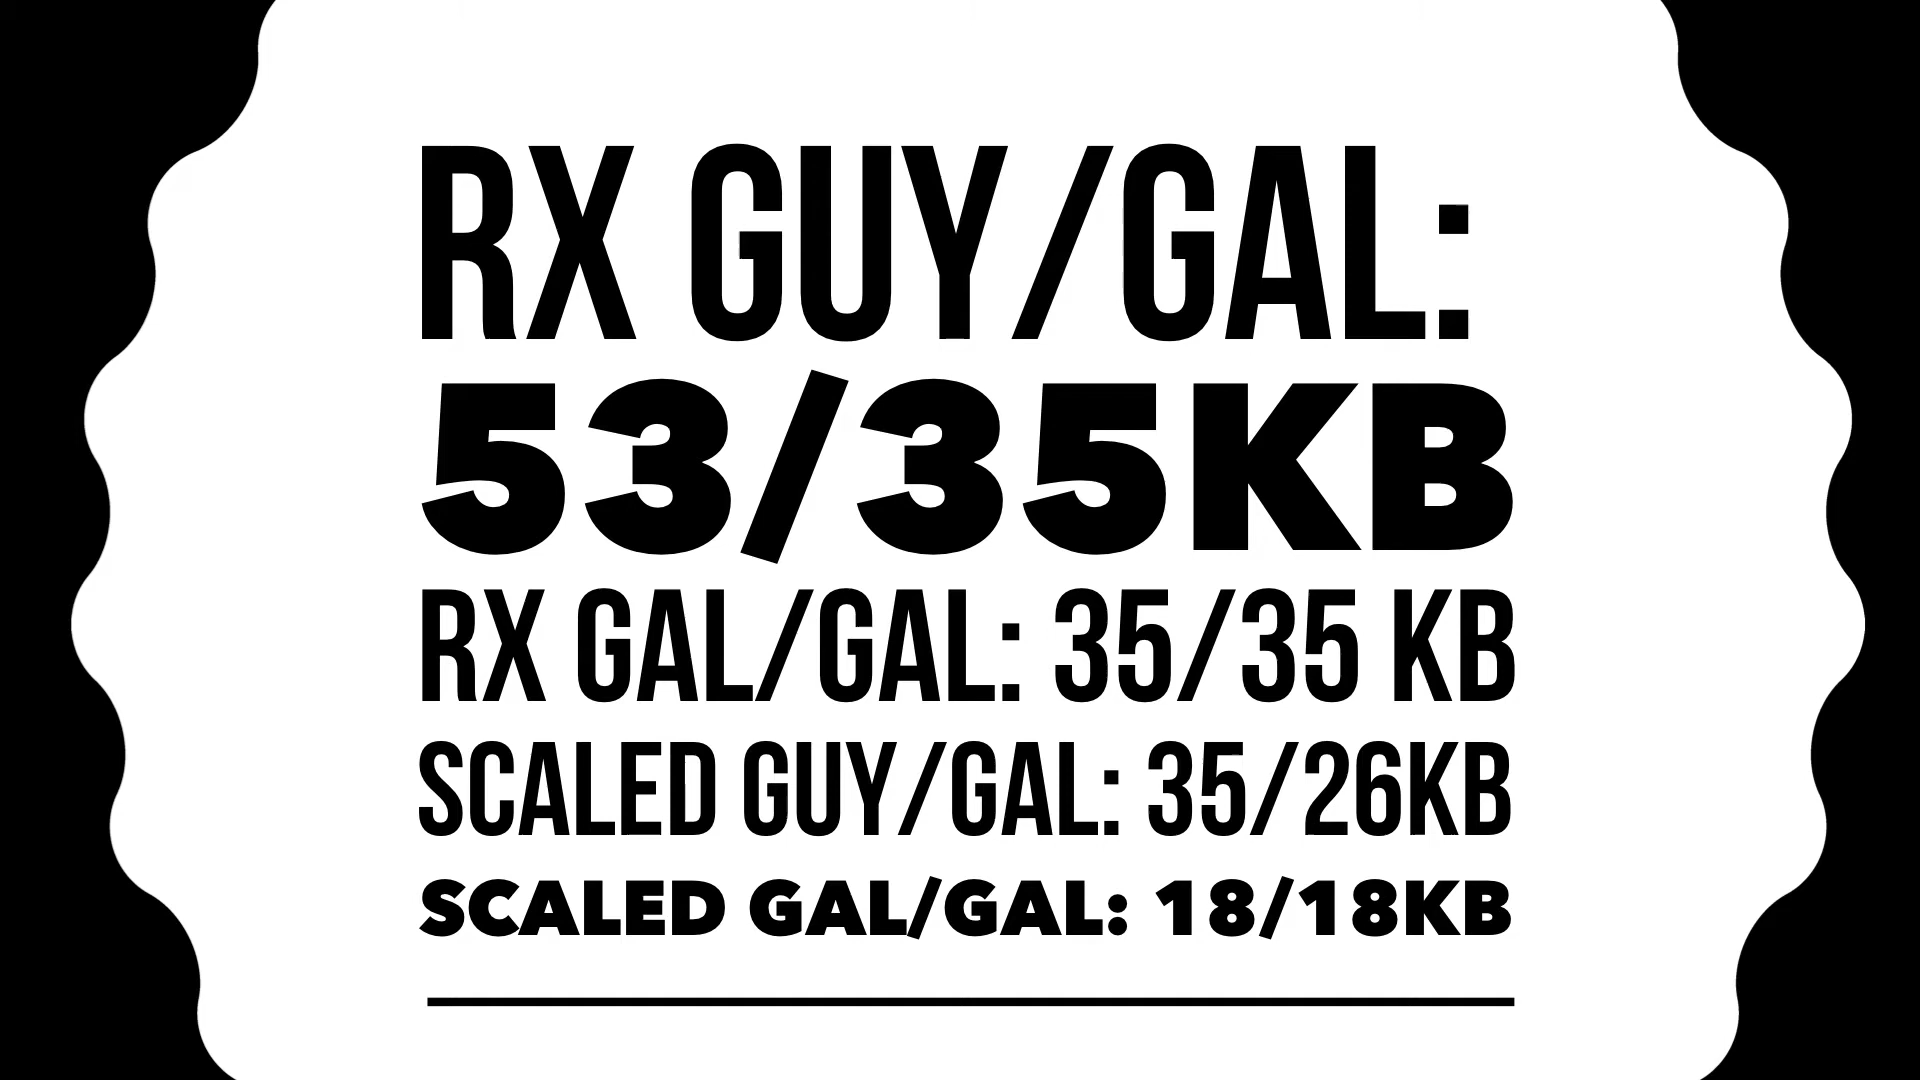 RX GUY/GAL:
53/35KB
RX GAL/GAL: 35/35 KB
SCALED GUY/GAL: 35/26KB
SCALED GAL/GAL: 18/18KB